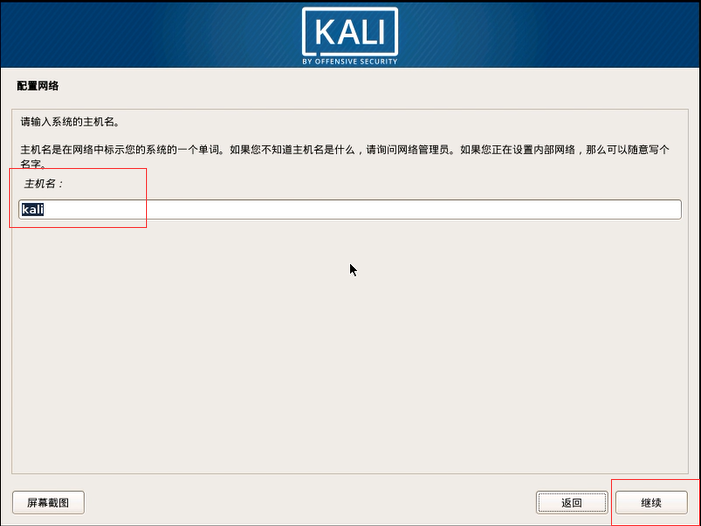 KALI
BY OFFENSIVE SECURITY
配置网络
请输入系统的主机名。
主机名是在网络中标示您的系统的一个单词。如果您不知道主机名是什么，请询问网络管理员。如果您正在设置内部网络，那么可以随意写个
名字。
主机名：
kali
屏幕截图
返回
继续